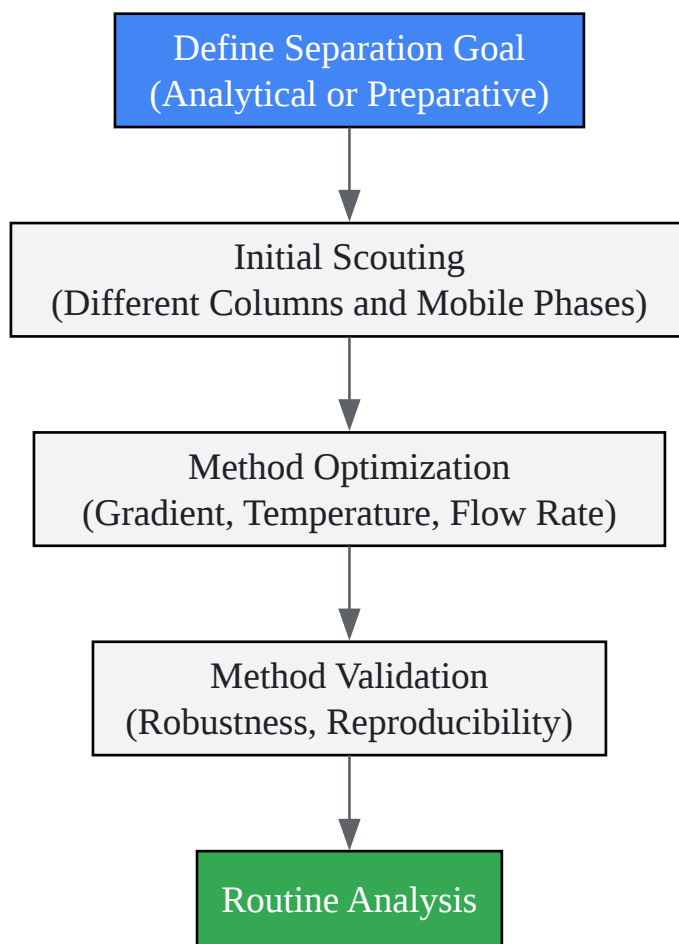 Define Separation Goal
(Analytical or Preparative)
Initial Scouting
(Different Columns and Mobile Phases)
Method Optimization
(Gradient, Temperature, Flow Rate)
Method Validation
(Robustness, Reproducibility)
Routine Analysis